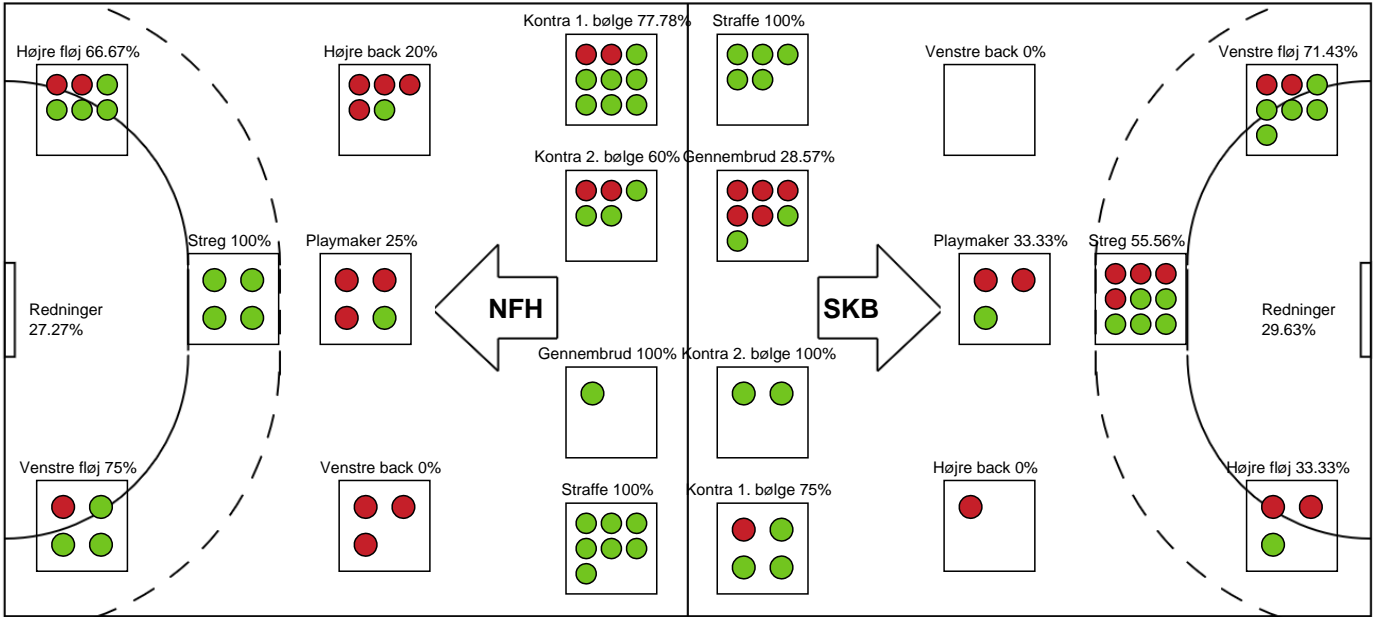 Kontra 1. bølge 77.78%
Straffe 100%
Højre fløj 66.67%
Højre back 20%
Venstre back 0%
Venstre fløj 71.43%
Kontra 2. bølge 60%
Gennembrud 28.57%
Streg 100%
Playmaker 25%
Playmaker 33.33%
Streg 55.56%
Redninger
27.27%
NFH
SKB
Redninger
29.63%
Gennembrud 100%
Kontra 2. bølge 100%
Venstre fløj 75%
Venstre back 0%
Højre back 0%
Højre fløj 33.33%
Straffe 100%
Kontra 1. bølge 75%